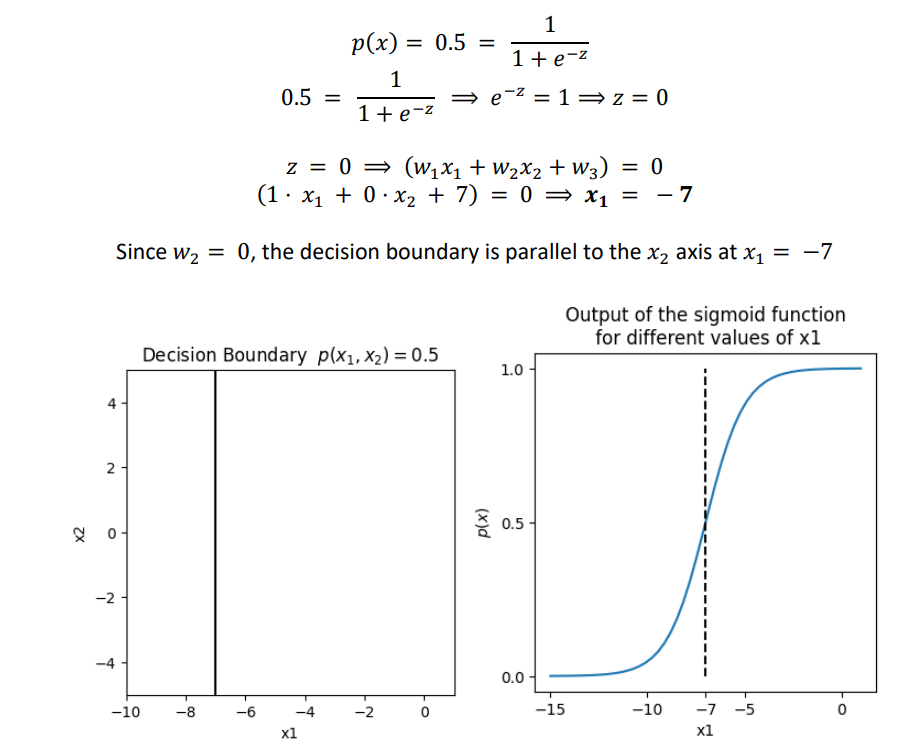 p(x) = 0.5 = 1 / (1 + e^{−z})
0.5 = 1 / (1 + e^{−z}) ⟹ e^{−z} = 1 ⟹ z = 0
z = 0 ⟹ (w₁x₁ + w₂x₂ + w₃) = 0
(1 · x₁ + 0 · x₂ + 7) = 0 ⟹ x₁ = − 7
Since w₂ = 0, the decision boundary is parallel to the x₂ axis at x₁ = −7
Decision Boundary p(x₁, x₂) = 0.5
4
2
0
−2
−4
x2
−10 −8 −6 −4 −2 0
x1
Output of the sigmoid function
for different values of x1
1.0
0.5
0.0
p(x)
−15 −10 −7 −5 0
x1